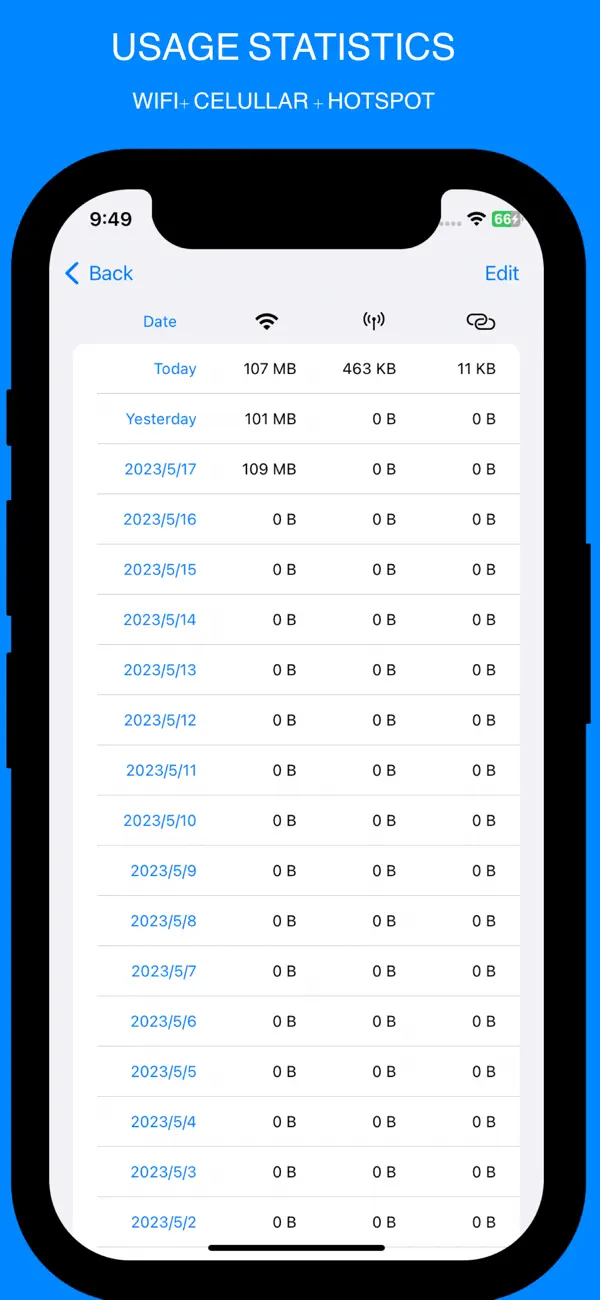 USAGE STATISTICS
WIFI+ CELULLAR + HOTSPOT
9:49 66
Back Edit
Date
Today 107 MB 463 KB 11 KB
Yesterday 101 MB 0 B 0 B
2023/5/17 109 MB 0 B 0 B
2023/5/16 0 B 0 B 0 B
2023/5/15 0 B 0 B 0 B
2023/5/14 0 B 0 B 0 B
2023/5/13 0 B 0 B 0 B
2023/5/12 0 B 0 B 0 B
2023/5/11 0 B 0 B 0 B
2023/5/10 0 B 0 B 0 B
2023/5/9 0 B 0 B 0 B
2023/5/8 0 B 0 B 0 B
2023/5/7 0 B 0 B 0 B
2023/5/6 0 B 0 B 0 B
2023/5/5 0 B 0 B 0 B
2023/5/4 0 B 0 B 0 B
2023/5/3 0 B 0 B 0 B
2023/5/2 0 B 0 B 0 B